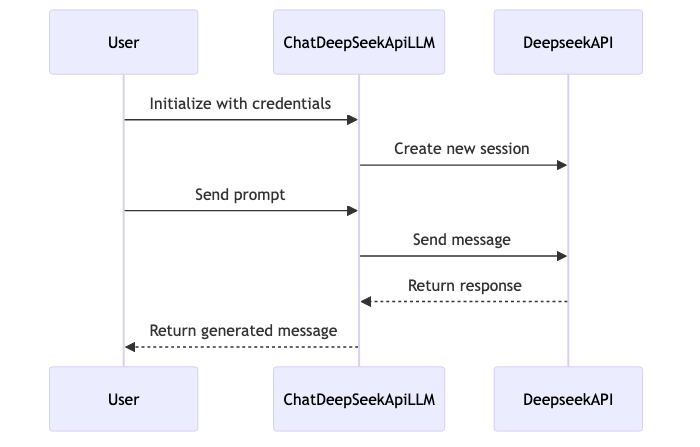 User
ChatDeepSeekApiLLM
DeepseekAPI
Initialize with credentials
Create new session
Send prompt
Send message
Return response
Return generated message
User
ChatDeepSeekApiLLM
DeepseekAPI